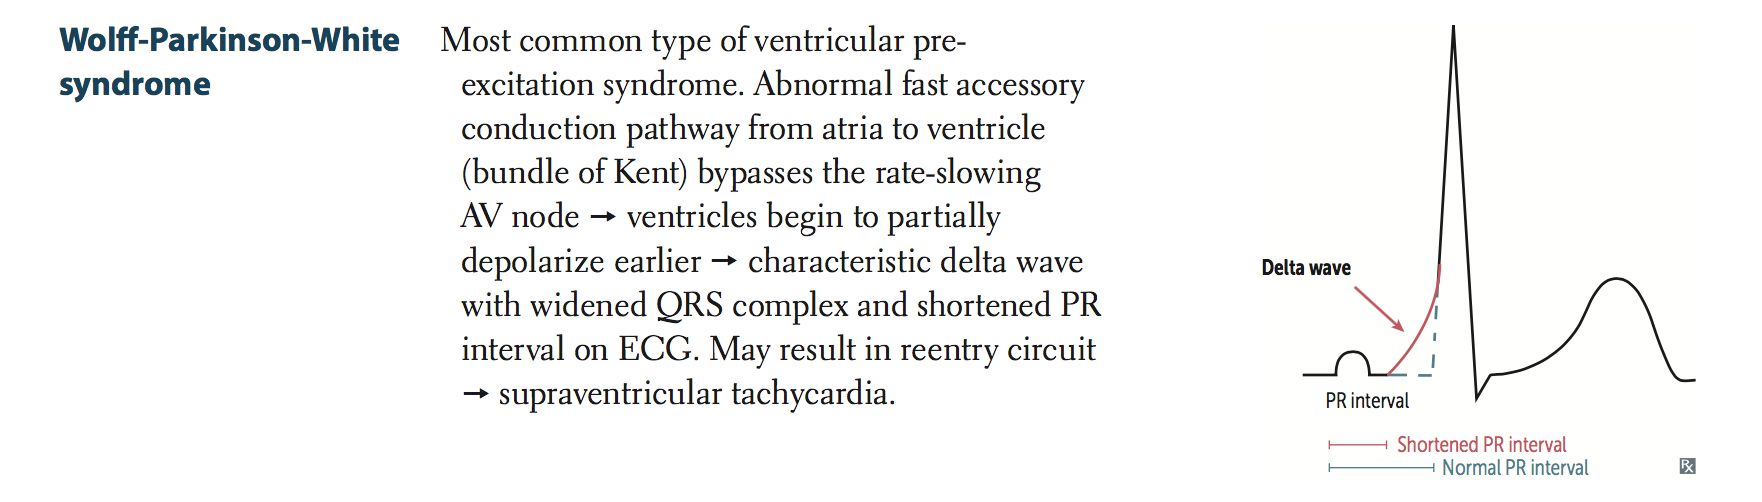 Wolff-Parkinson-White
syndrome
Most common type of ventricular pre-
excitation syndrome. Abnormal fast accessory
conduction pathway from atria to ventricle
(bundle of Kent) bypasses the rate-slowing
AV node → ventricles begin to partially
depolarize earlier → characteristic delta wave
with widened QRS complex and shortened PR
interval on ECG. May result in reentry circuit
→ supraventricular tachycardia.
Delta wave
PR interval
Shortened PR interval
Normal PR interval
Rx